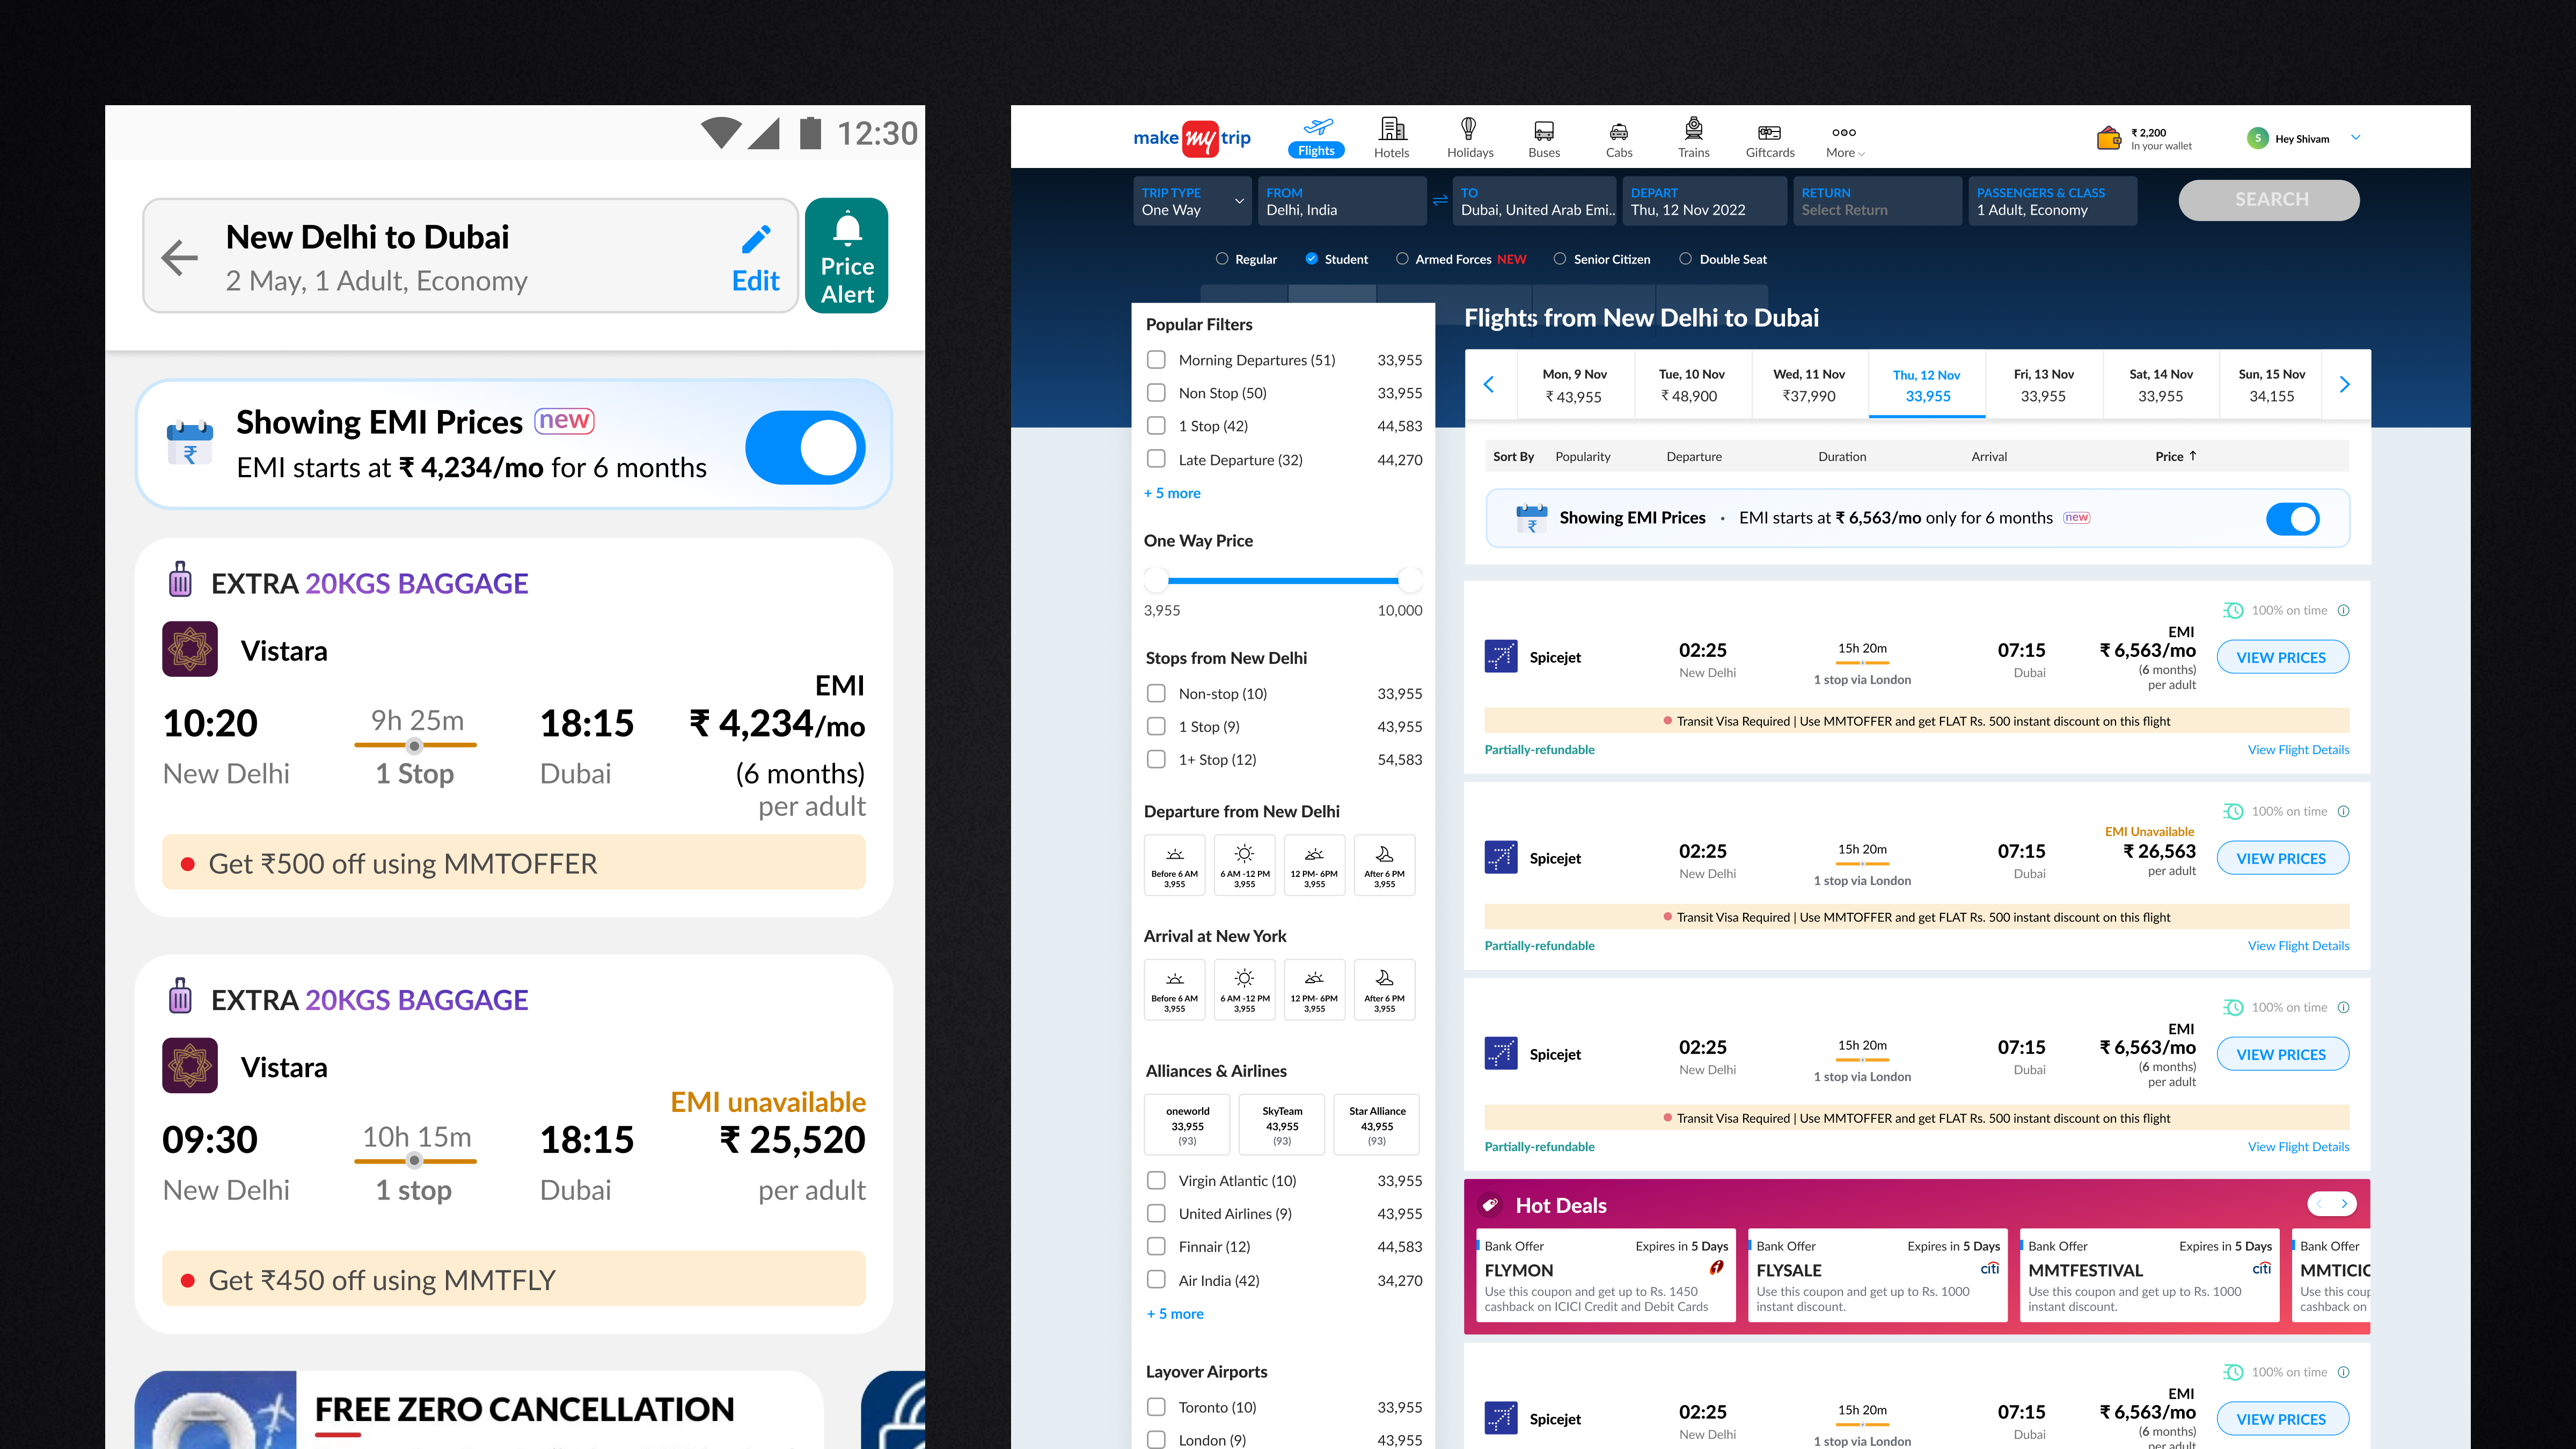 12:30
New Delhi to Dubai
2 May, 1 Adult, Economy
Edit
Price
Alert
Showing EMI Prices new
EMI starts at ₹ 4,234/mo for 6 months
EXTRA 20KGS BAGGAGE
Vistara
EMI
10:20 9h 25m 18:15 ₹ 4,234/mo
New Delhi 1 Stop Dubai (6 months)
per adult
Get ₹500 off using MMTOFFER
EXTRA 20KGS BAGGAGE
Vistara
EMI unavailable
09:30 10h 15m 18:15 ₹ 25,520
New Delhi 1 stop Dubai per adult
Get ₹450 off using MMTFLY
FREE ZERO CANCELLATION
make my trip
Flights Hotels Holidays Buses Cabs Trains Giftcards More
₹ 2,200
In your wallet
S Hey Shivam
TRIP TYPE
One Way
FROM
Delhi, India
TO
Dubai, United Arab Emi..
DEPART
Thu, 12 Nov 2022
RETURN
Select Return
PASSENGERS & CLASS
1 Adult, Economy
SEARCH
Regular Student Armed Forces NEW Senior Citizen Double Seat
Popular Filters
Morning Departures (51) 33,955
Non Stop (50) 33,955
1 Stop (42) 44,583
Late Departure (32) 44,270
+ 5 more
One Way Price
3,955 10,000
Stops from New Delhi
Non-stop (10) 33,955
1 Stop (9) 43,955
1+ Stop (12) 54,583
Departure from New Delhi
Before 6 AM 6 AM -12 PM 12 PM- 6PM After 6 PM
3,955 3,955 3,955 3,955
Arrival at New York
Before 6 AM 6 AM -12 PM 12 PM- 6PM After 6 PM
3,955 3,955 3,955 3,955
Alliances & Airlines
oneworld SkyTeam Star Alliance
33,955 43,955 43,955
(93) (93) (93)
Virgin Atlantic (10) 33,955
United Airlines (9) 43,955
Finnair (12) 44,583
Air India (42) 34,270
+ 5 more
Layover Airports
Toronto (10) 33,955
London (9) 43,955
Flights from New Delhi to Dubai
Mon, 9 Nov Tue, 10 Nov Wed, 11 Nov Thu, 12 Nov Fri, 13 Nov Sat, 14 Nov Sun, 15 Nov
₹ 43,955 ₹ 48,900 ₹37,990 33,955 33,955 33,955 34,155
Sort By Popularity Departure Duration Arrival Price ↑
Showing EMI Prices • EMI starts at ₹ 6,563/mo only for 6 months new
100% on time
EMI
Spicejet 02:25 15h 20m 07:15 ₹ 6,563/mo VIEW PRICES
New Delhi 1 stop via London Dubai (6 months)
per adult
Transit Visa Required | Use MMTOFFER and get FLAT Rs. 500 instant discount on this flight
Partially-refundable View Flight Details
100% on time
EMI Unavailable
Spicejet 02:25 15h 20m 07:15 ₹ 26,563 VIEW PRICES
New Delhi 1 stop via London Dubai per adult
Transit Visa Required | Use MMTOFFER and get FLAT Rs. 500 instant discount on this flight
Partially-refundable View Flight Details
100% on time
EMI
Spicejet 02:25 15h 20m 07:15 ₹ 6,563/mo VIEW PRICES
New Delhi 1 stop via London Dubai (6 months)
per adult
Transit Visa Required | Use MMTOFFER and get FLAT Rs. 500 instant discount on this flight
Partially-refundable View Flight Details
Hot Deals
Bank Offer Expires in 5 Days
FLYMON
Use this coupon and get up to Rs. 1450
cashback on ICICI Credit and Debit Cards
Bank Offer Expires in 5 Days
FLYSALE citi
Use this coupon and get up to Rs. 1000
instant discount.
Bank Offer Expires in 5 Days
MMTFESTIVAL citi
Use this coupon and get up to Rs. 1000
instant discount.
Bank Offer
MMTICIC
Use this coup
cashback on
100% on time
EMI
Spicejet 02:25 15h 20m 07:15 ₹ 6,563/mo VIEW PRICES
New Delhi 1 stop via London Dubai (6 months)
per adult